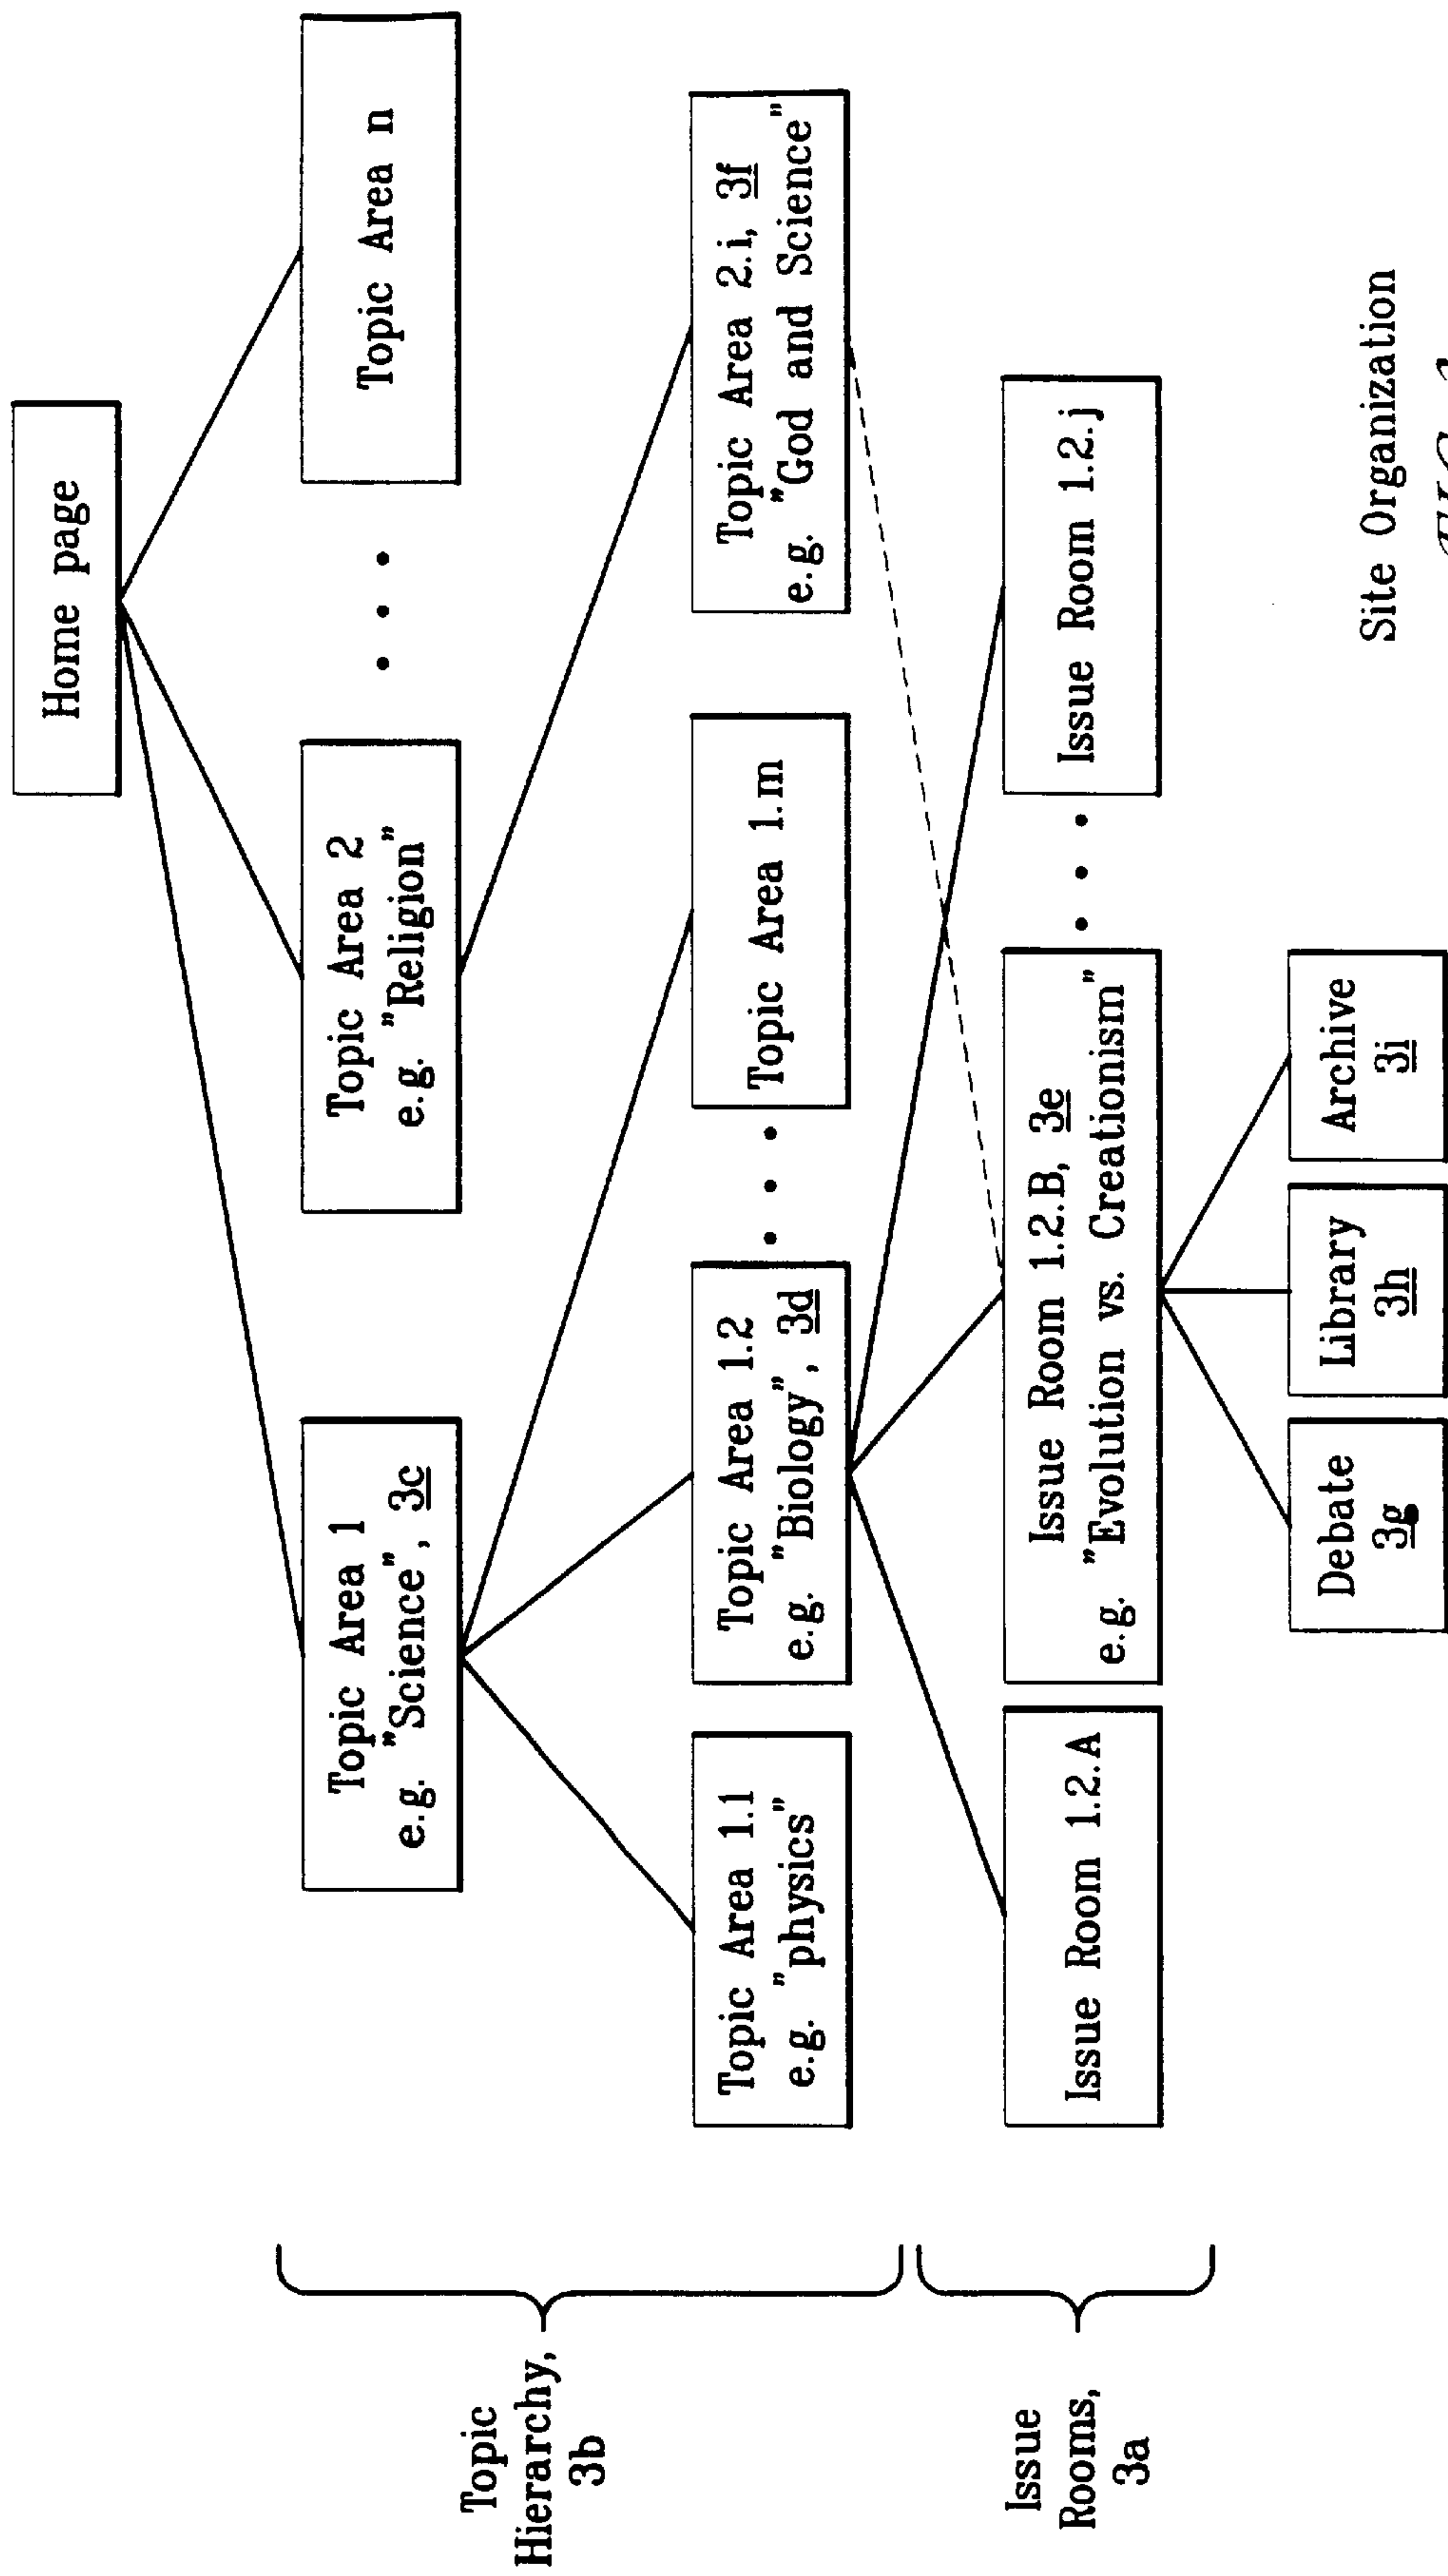 Home page
Topic Area 1
e.g. "Science", 3c
Topic Area 2
e.g. "Religion"
. . .
Topic Area n
Topic
Hierarchy,
3b
Topic Area 1.1
e.g. "physics"
Topic Area 1.2
e.g. "Biology", 3d
. . .
Topic Area 1.m
Topic Area 2.i, 3f
e.g. "God and Science"
Issue
Rooms,
3a
Issue Room 1.2.A
Issue Room 1.2.B, 3e
e.g. "Evolution vs. Creationism"
. . .
Issue Room 1.2.j
Debate
3g
Library
3h
Archive
3i
Site Organization